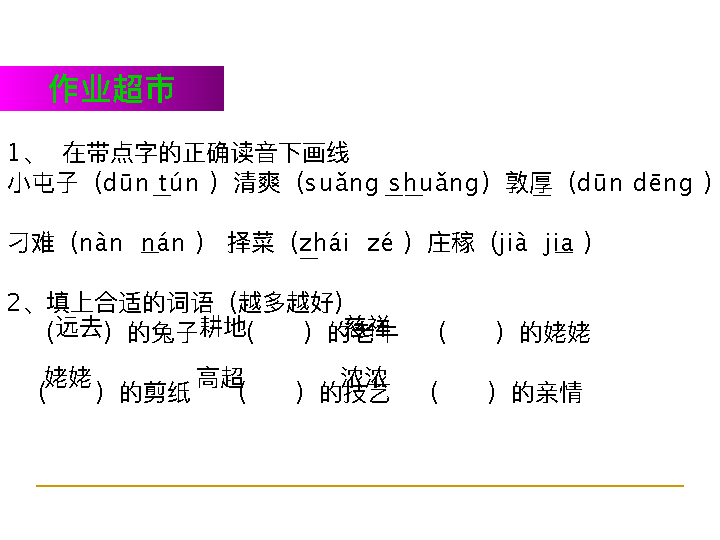 作业超市
1、 在带点字的正确读音下画线
小屯子（dūn tún ）清爽（suǎng shuǎng）敦厚（dūn dēng ）
刁难（nàn nán ） 择菜（zhái zé ）庄稼（jià jia ）
2、填上合适的词语（越多越好）
远去 耕地 慈祥
（ ）的兔子 （ ）的老牛 （ ）的姥姥
姥姥 高超 浓浓
（ ）的剪纸 （ ）的技艺 （ ）的亲情